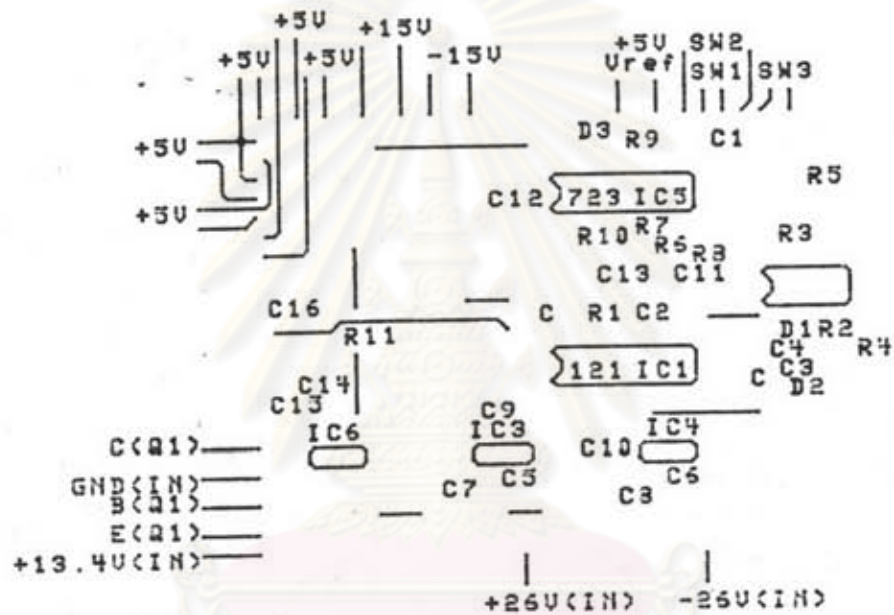 +15V
+5V
+5V SW2
+5V +5V -15V Vref SW1 SW3
D3 R9 C1
+5V
R5
C12 723 IC5
+5V
R7
R10 R6 R3
R8
C13 C11
C16 C R1 C2
R11 D1 R2
C4 R4
C14 121 IC1 C3
C D2
C15 C9
IC6 IC3 IC4
C(Q1) C10
C5 C6
GND(IN) C7 C8
B(Q1)
E(Q1)
+13.4V(IN)
+26V(IN) -26V(IN)